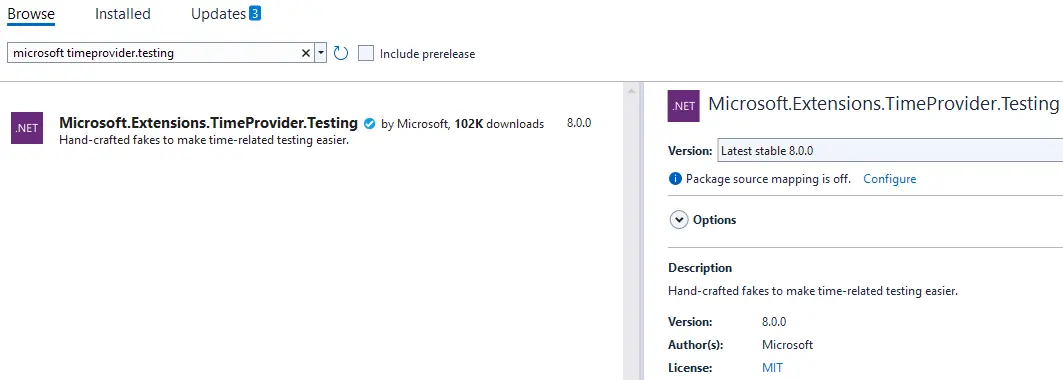 Browse Installed Updates 3
microsoft timeprovider.testing Include prerelease
.NET Microsoft.Extensions.TimeProvider.Testing by Microsoft, 102K downloads 8.0.0
Hand-crafted fakes to make time-related testing easier.
.NET Microsoft.Extensions.TimeProvider.Testing
Version: Latest stable 8.0.0
Package source mapping is off. Configure
Options
Description
Hand-crafted fakes to make time-related testing easier.
Version: 8.0.0
Author(s): Microsoft
License: MIT